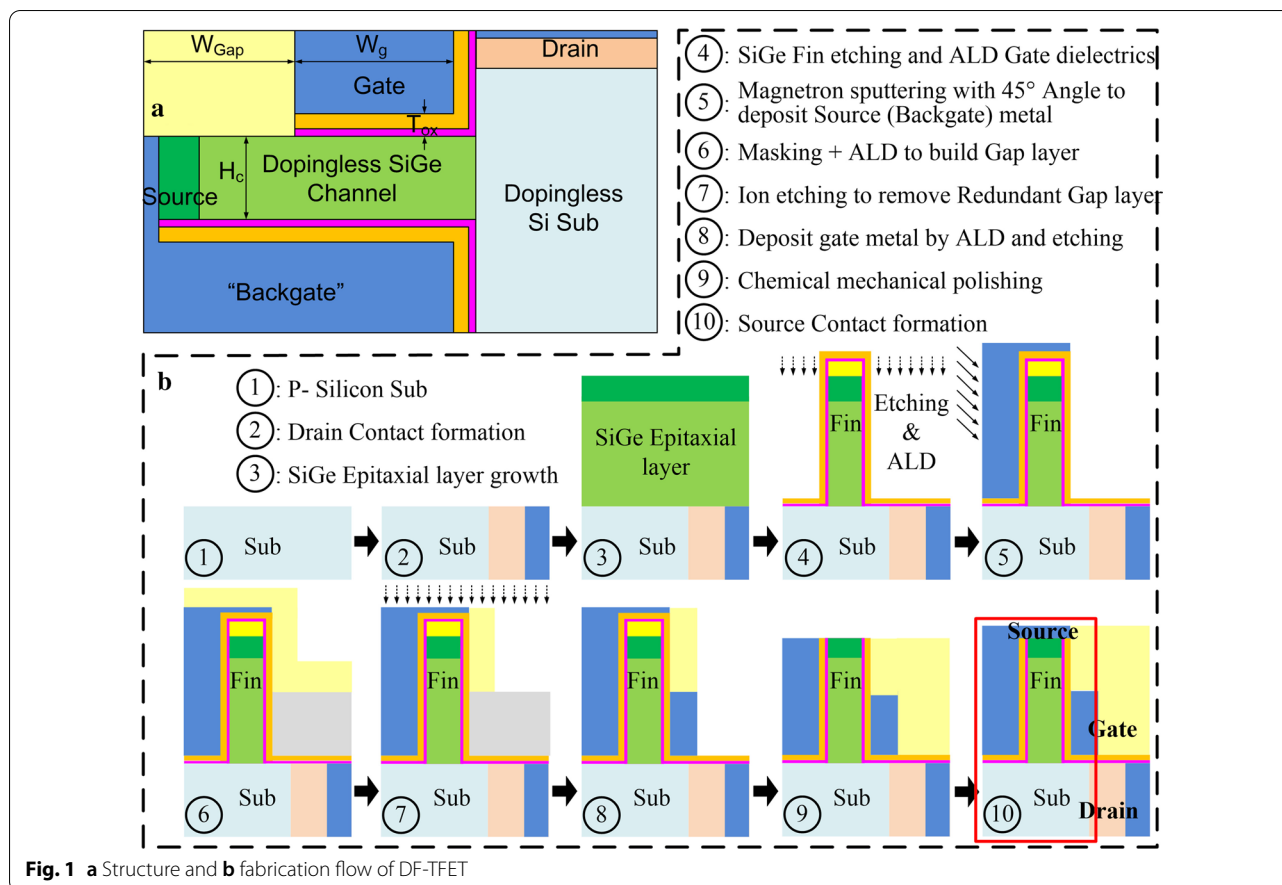 W_Gap
W_g
Drain
Gate
a
T_ox
H_c
Dopingless SiGe
Channel
Source
Dopingless
Si Sub
“Backgate”
④: SiGe Fin etching and ALD Gate dielectrics
⑤: Magnetron sputtering with 45° Angle to
deposit Source (Backgate) metal
⑥: Masking + ALD to build Gap layer
⑦: Ion etching to remove Redundant Gap layer
⑧: Deposit gate metal by ALD and etching
⑨: Chemical mechanical polishing
⑩: Source Contact formation
b
①: P- Silicon Sub
②: Drain Contact formation
③: SiGe Epitaxial layer growth
SiGe Epitaxial
layer
Fin
Etching
&
ALD
Fin
① Sub
② Sub
③ Sub
④ Sub
⑤ Sub
Fin
Fin
Fin
Fin
Source
Fin
Gate
⑥ Sub
⑦ Sub
⑧ Sub
⑨ Sub
⑩ Sub
Drain
Fig. 1 a Structure and b fabrication flow of DF-TFET